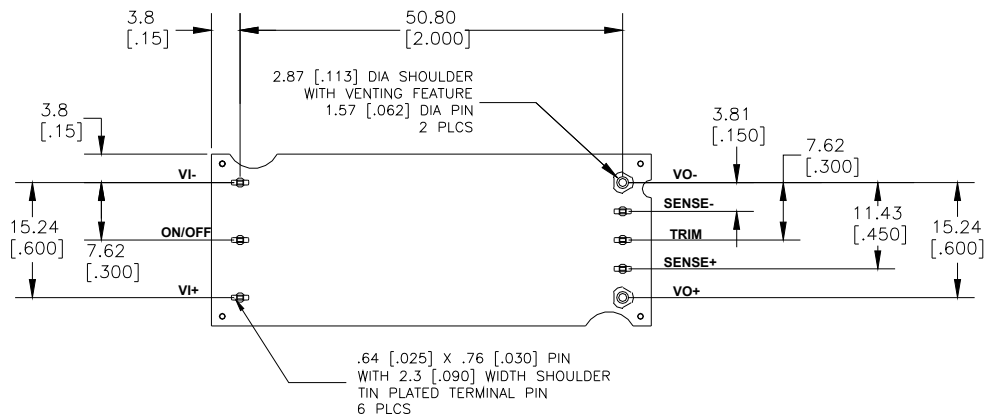 3.8
[.15]
50.80
[2.000]
2.87 [.113] DIA SHOULDER
WITH VENTING FEATURE
1.57 [.062] DIA PIN
2 PLCS
3.8
[.15]
3.81
[.150]
7.62
[.300]
VI-
VO-
SENSE-
15.24
[.600]
ON/OFF
7.62
[.300]
TRIM
11.43
[.450]
15.24
[.600]
SENSE+
VI+
VO+
.64 [.025] X .76 [.030] PIN
WITH 2.3 [.090] WIDTH SHOULDER
TIN PLATED TERMINAL PIN
6 PLCS